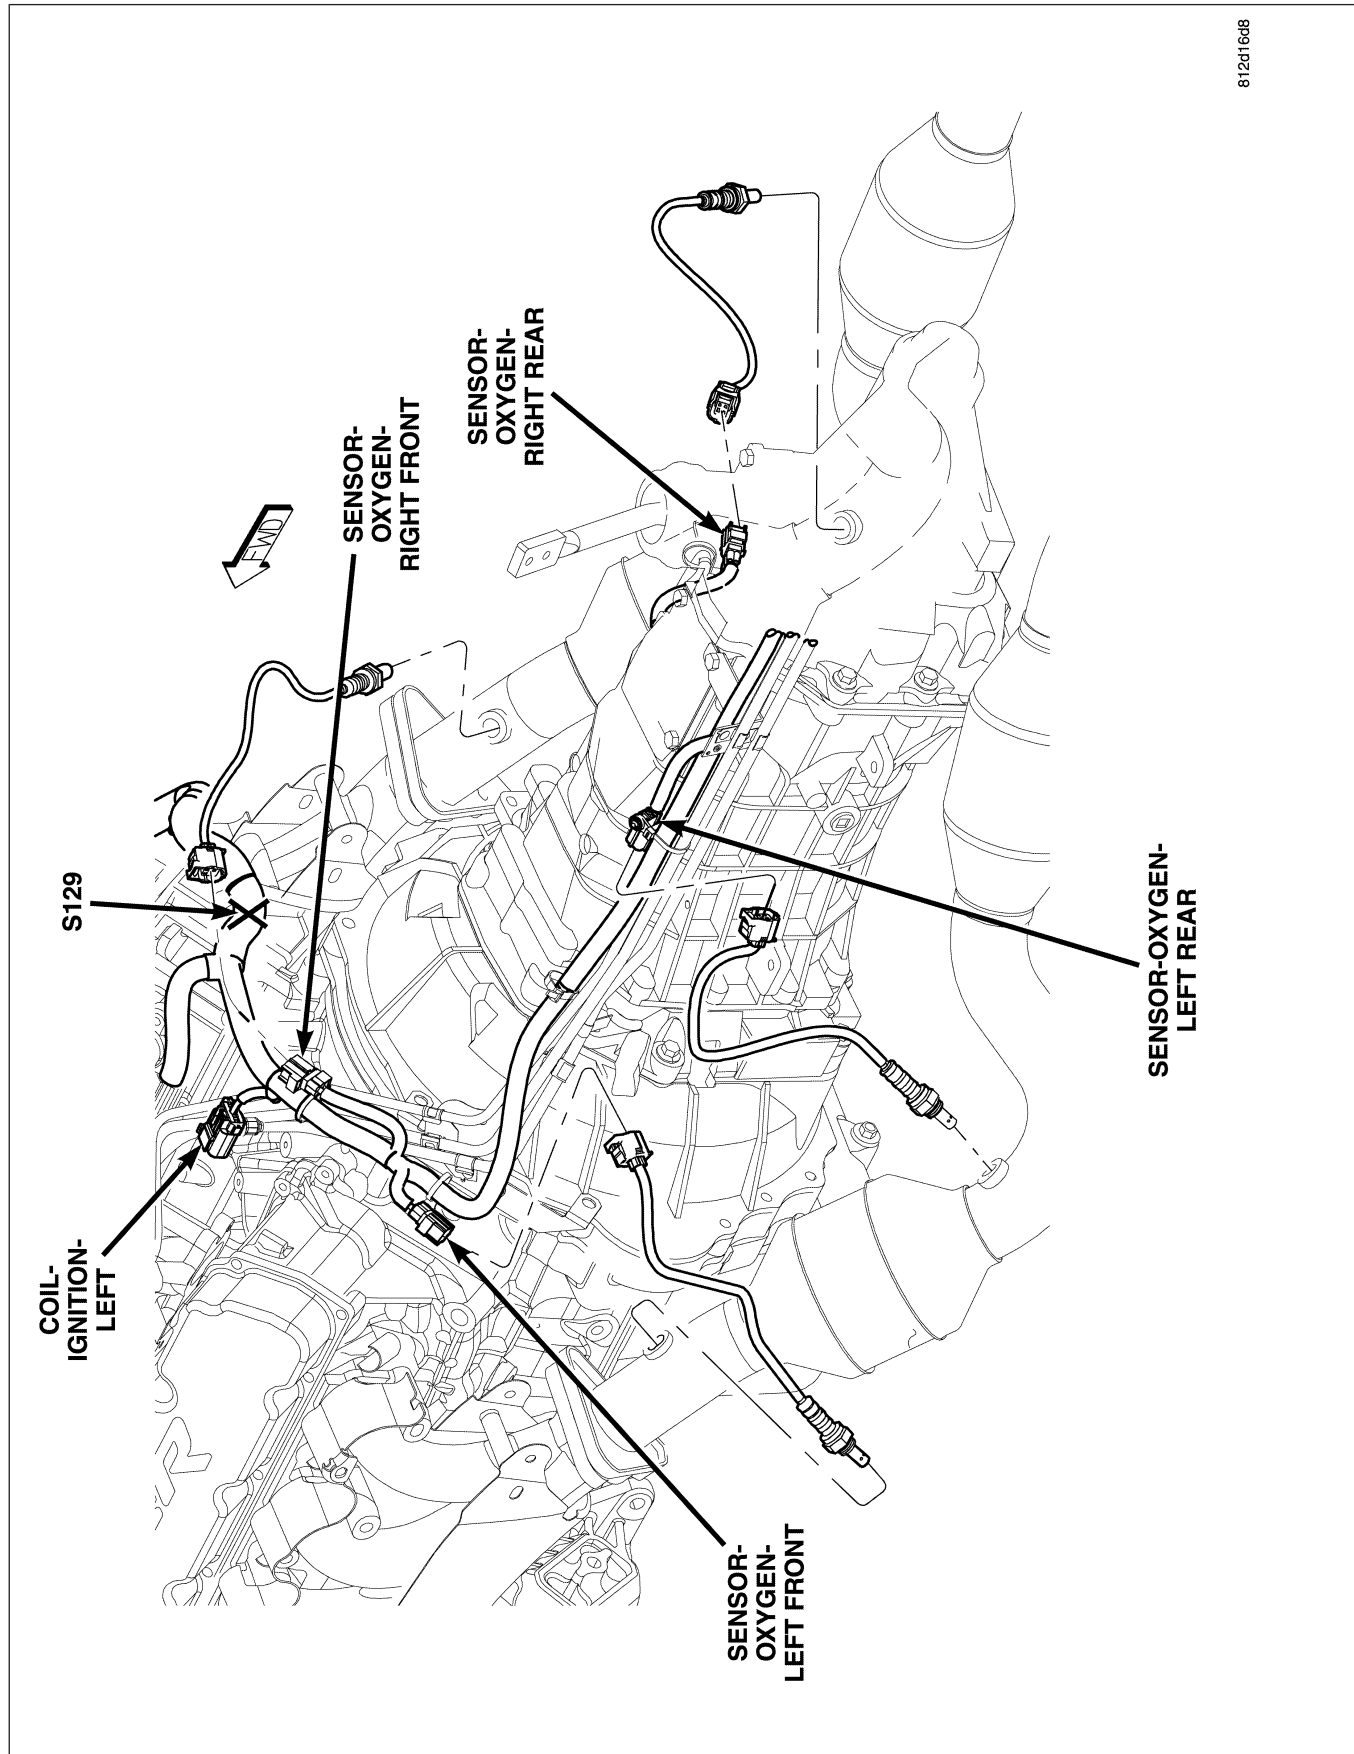 COIL-
IGNITION-
LEFT
S129
SENSOR-
OXYGEN-
RIGHT FRONT
FWD
SENSOR-
OXYGEN-
RIGHT REAR
SENSOR-
OXYGEN-
LEFT FRONT
SENSOR-OXYGEN-
LEFT REAR
812d16d8